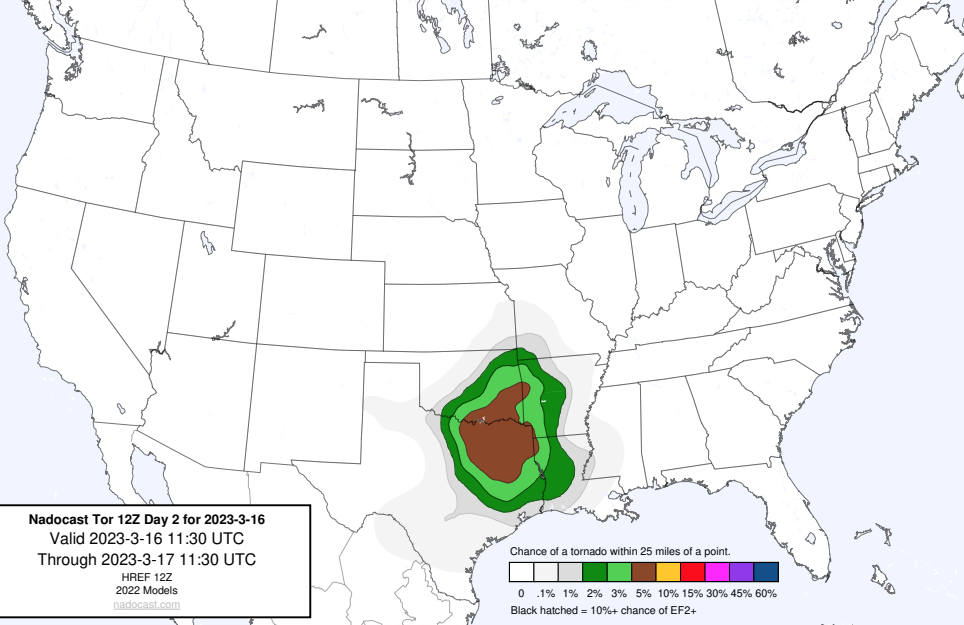 Nadocast Tor 12Z Day 2 for 2023-3-16
Valid 2023-3-16 11:30 UTC
Through 2023-3-17 11:30 UTC
HREF 12Z
2022 Models
nadocast.com
Chance of a tornado within 25 miles of a point.
0 .1% 1% 2% 3% 5% 10% 15% 30% 45% 60%
Black hatched = 10%+ chance of EF2+